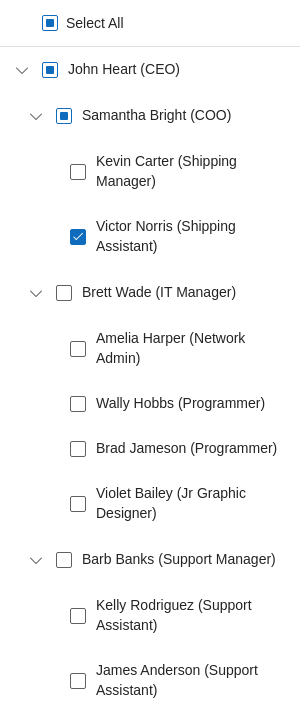 Select All
John Heart (CEO)
Samantha Bright (COO)
Kevin Carter (Shipping
Manager)
Victor Norris (Shipping
Assistant)
Brett Wade (IT Manager)
Amelia Harper (Network
Admin)
Wally Hobbs (Programmer)
Brad Jameson (Programmer)
Violet Bailey (Jr Graphic
Designer)
Barb Banks (Support Manager)
Kelly Rodriguez (Support
Assistant)
James Anderson (Support
Assistant)